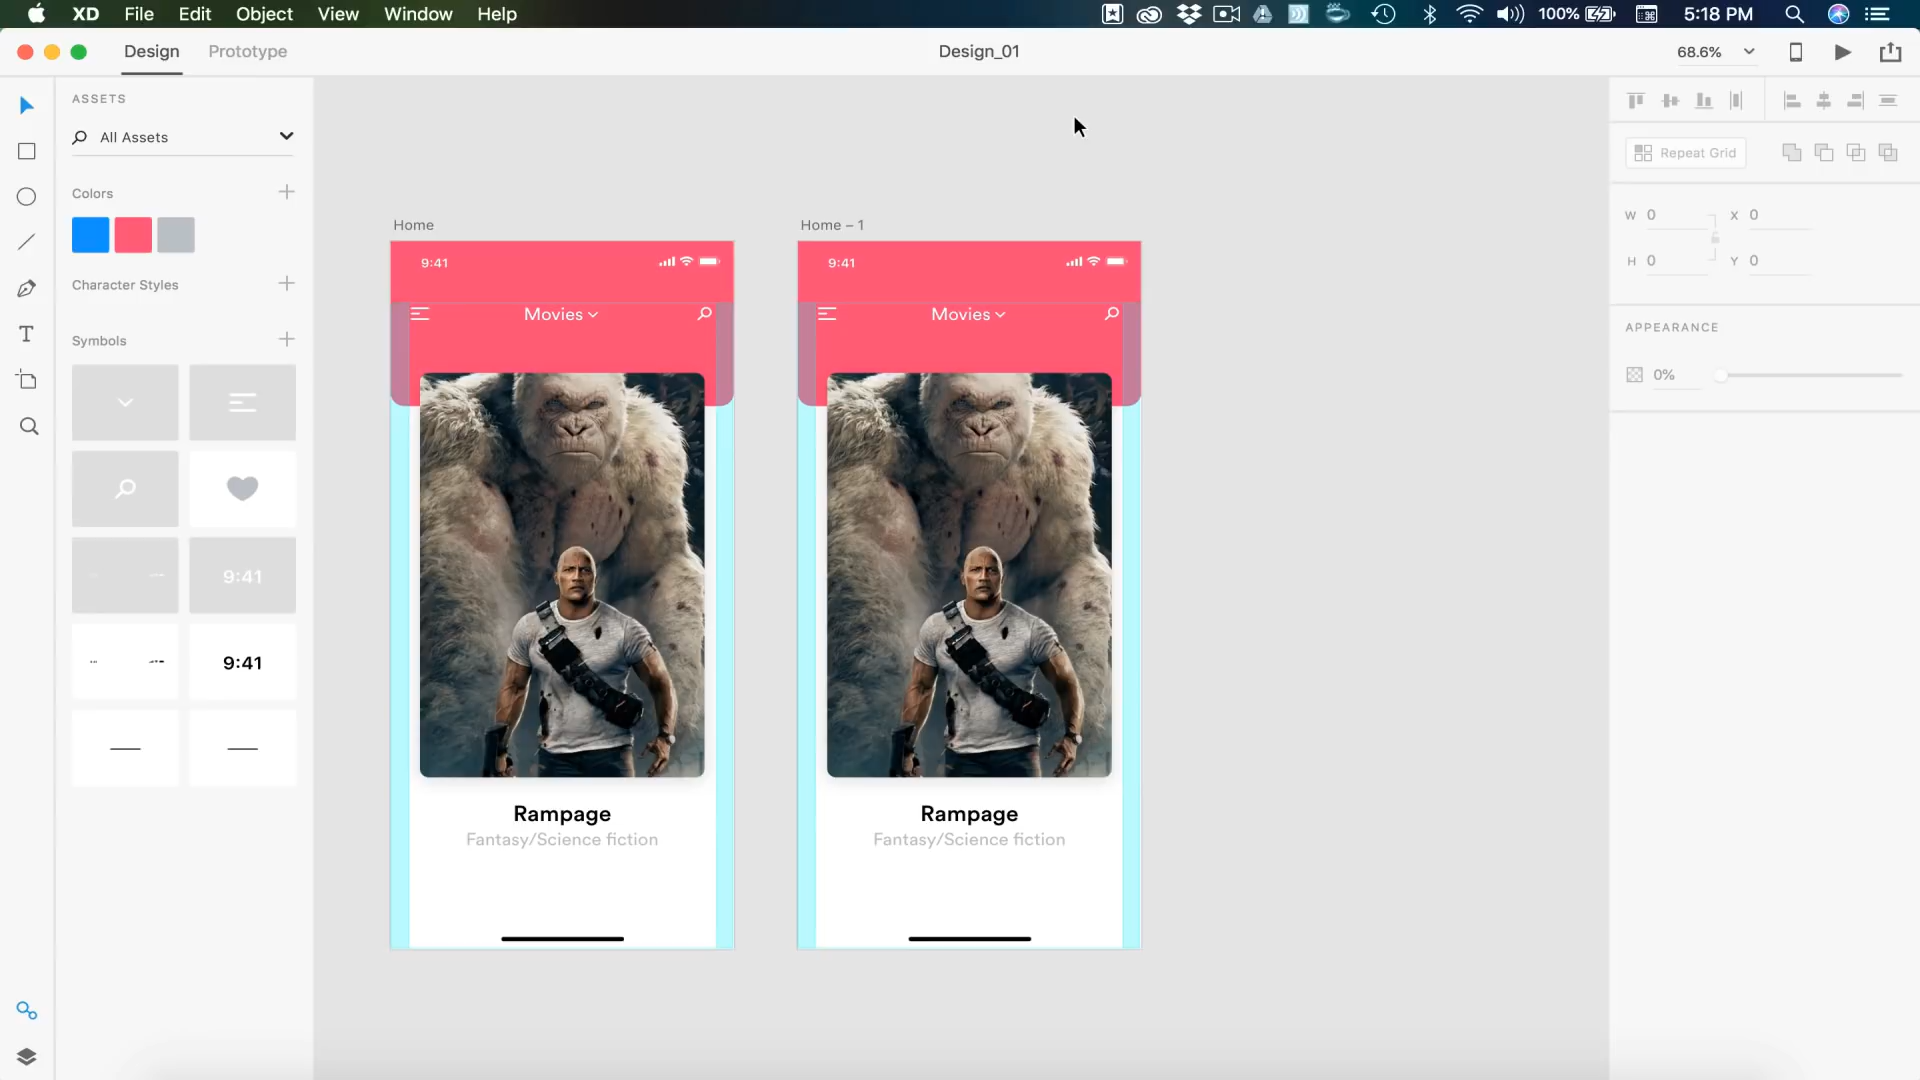 XD File Edit Object View Window Help 100% 5:18 PM
Design Prototype Design_01 68.6%
ASSETS
All Assets
Colors
Character Styles
Symbols
9:41
9:41
Home
9:41
Movies
Rampage
Fantasy/Science fiction
Home – 1
9:41
Movies
Rampage
Fantasy/Science fiction
Repeat Grid
W 0 X 0
H 0 Y 0
APPEARANCE
0%